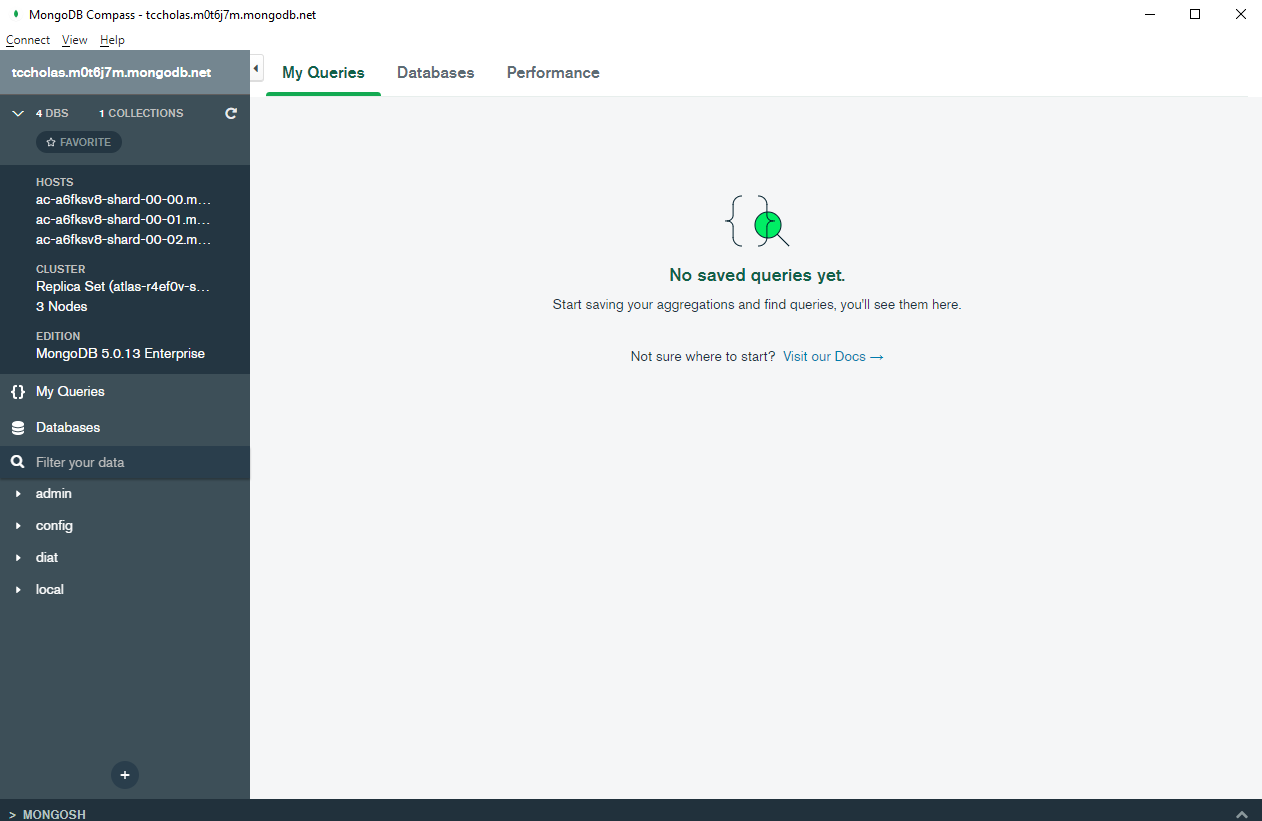 MongoDB Compass - tccholas.m0t6j7m.mongodb.net
Connect View Help
tccholas.m0t6j7m.mongodb.net
My Queries Databases Performance
4 DBS 1 COLLECTIONS
FAVORITE
HOSTS
ac-a6fksv8-shard-00-00.m...
ac-a6fksv8-shard-00-01.m...
ac-a6fksv8-shard-00-02.m...
CLUSTER
Replica Set (atlas-r4ef0v-s...
3 Nodes
EDITION
MongoDB 5.0.13 Enterprise
{} My Queries
Databases
Filter your data
admin
config
diat
local
+
> MONGOSH
{ }
No saved queries yet.
Start saving your aggregations and find queries, you'll see them here.
Not sure where to start? Visit our Docs →